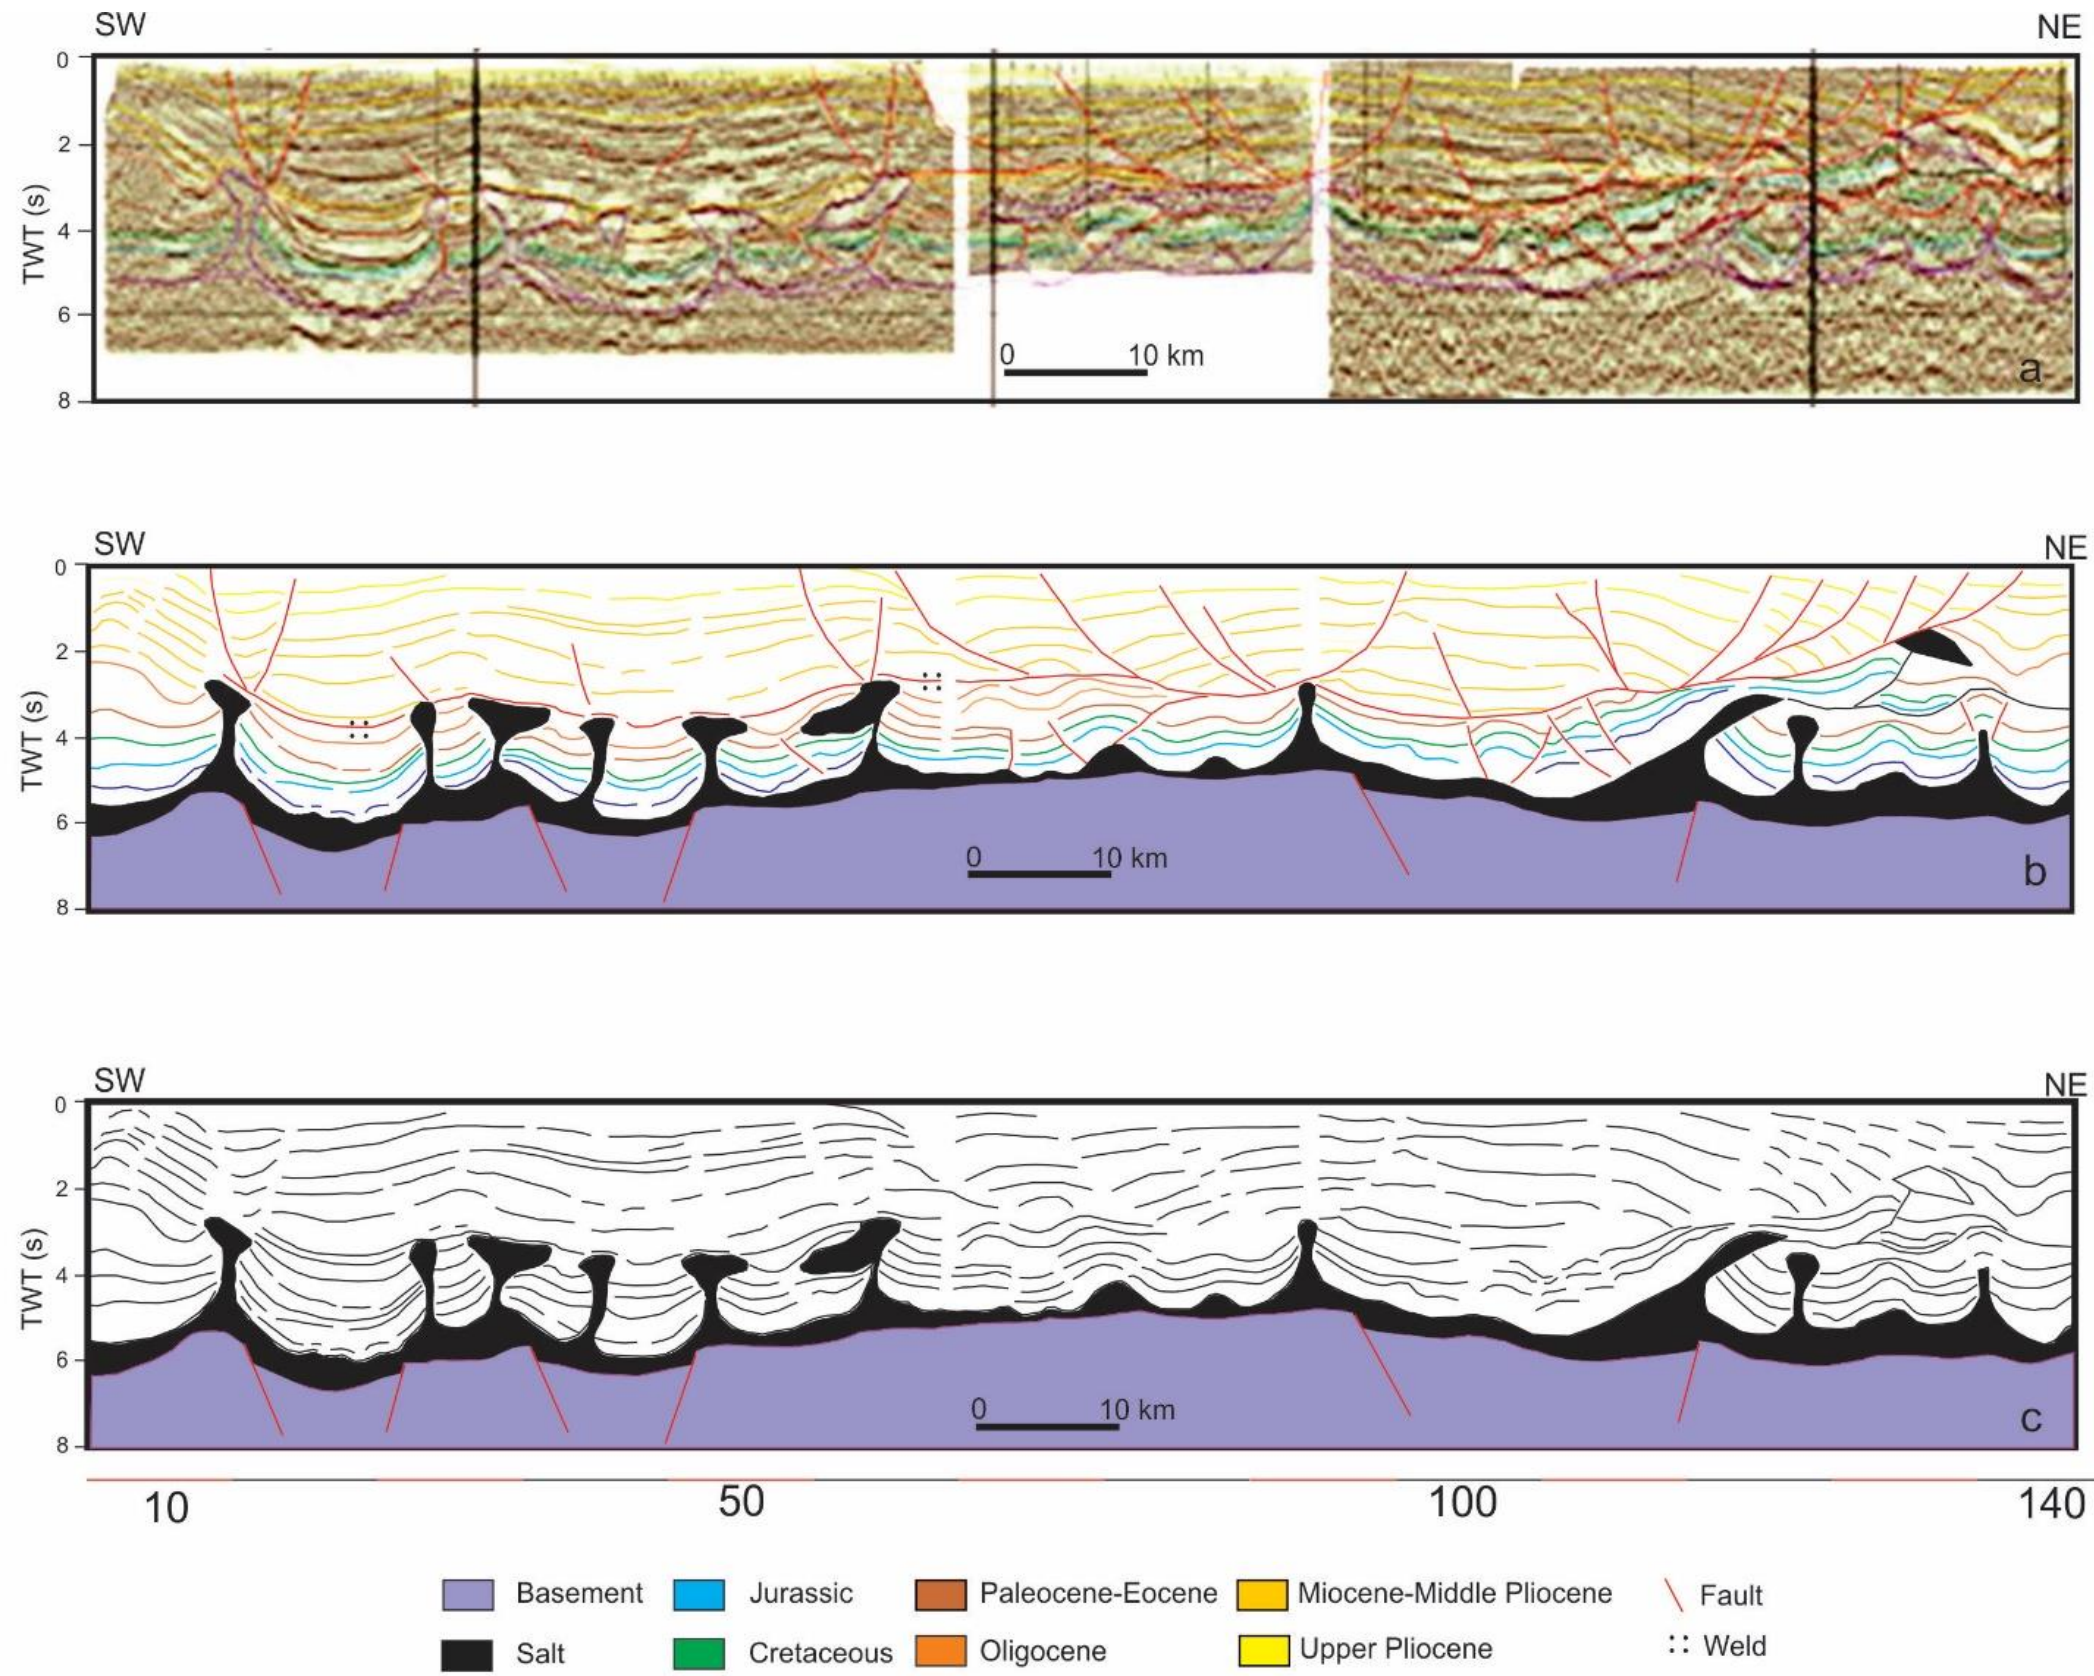 SW NE
0
2
4
6
8
TWT (s)
0 10 km
a
SW NE
0
2
4
6
8
TWT (s)
0 10 km
b
SW NE
0
2
4
6
8
TWT (s)
0 10 km
c
10 50 100 140
Basement Jurassic Paleocene-Eocene Miocene-Middle Pliocene Fault
Salt Cretaceous Oligocene Upper Pliocene Weld